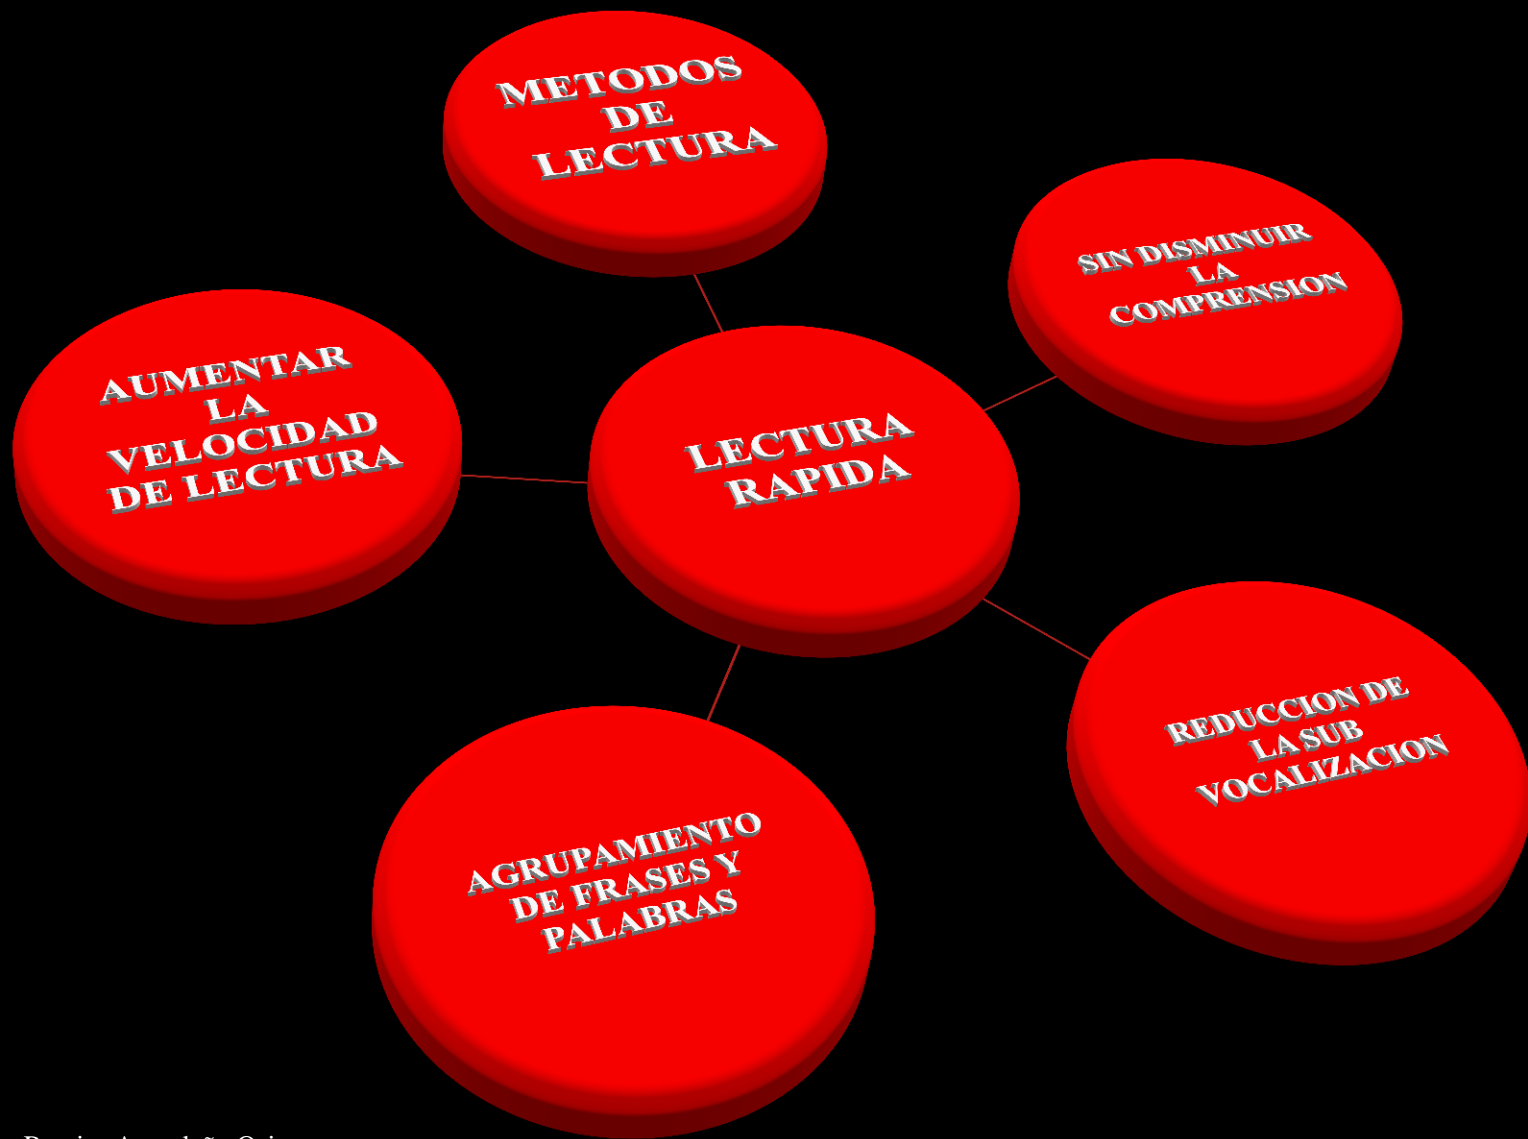 METODOS
DE
LECTURA
SIN DISMINUIR
LA
COMPRENSION
AUMENTAR
LA
VELOCIDAD
DE LECTURA
LECTURA
RAPIDA
REDUCCION DE
LA SUB
VOCALIZACION
AGRUPAMIENTO
DE FRASES Y
PALABRAS